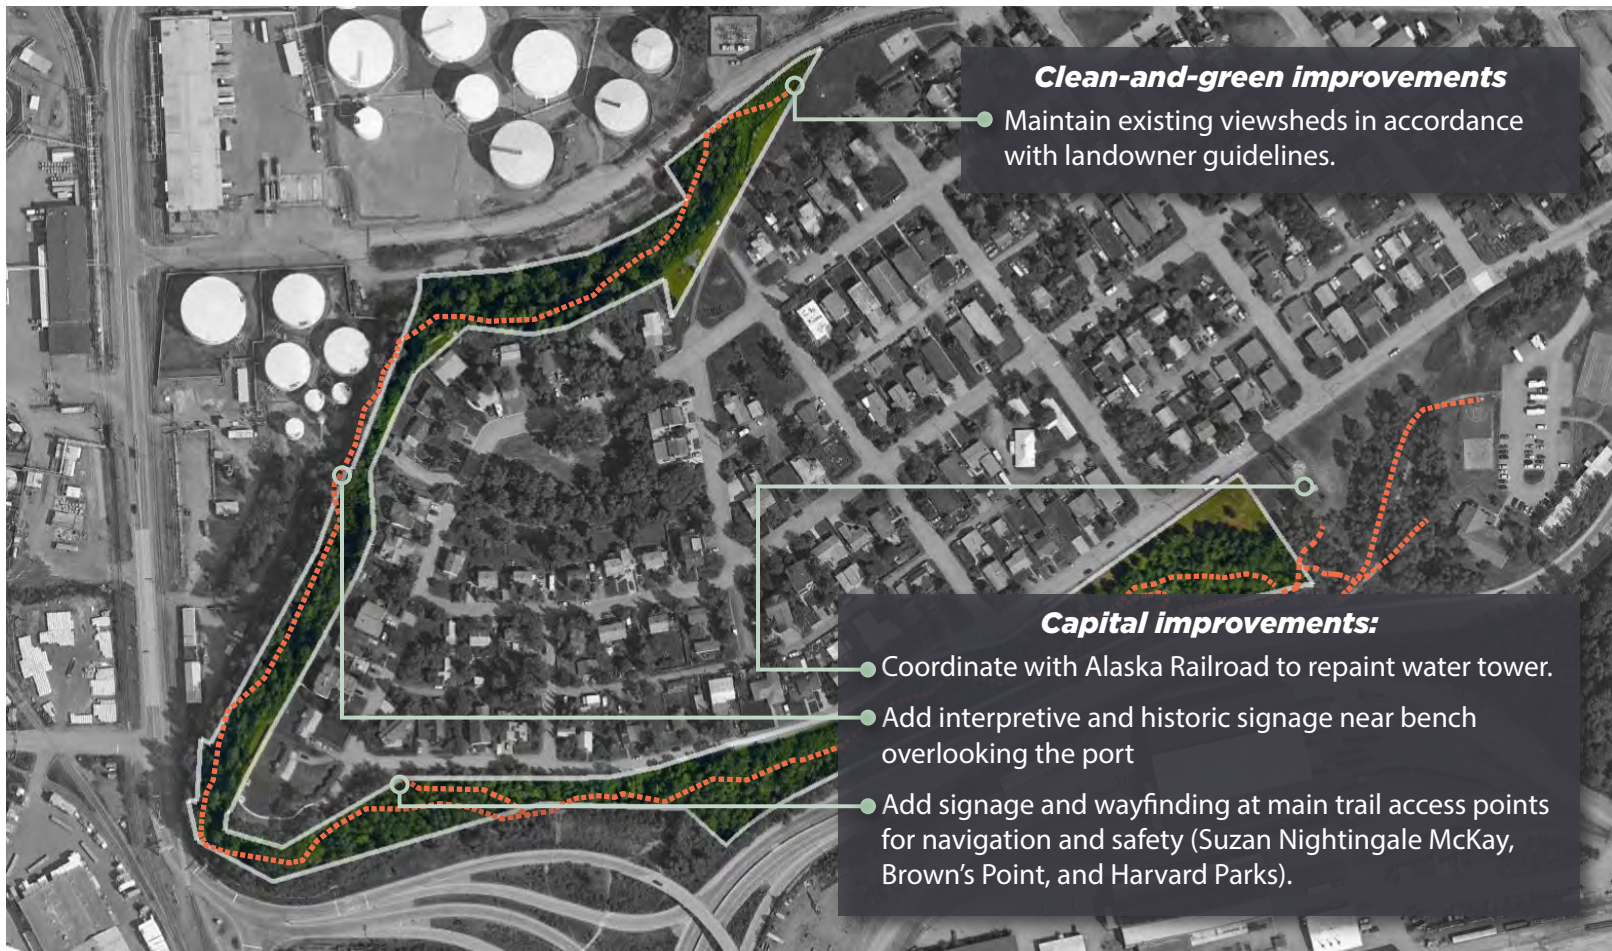 Clean-and-green improvements
Maintain existing viewsheds in accordance
with landowner guidelines.
Capital improvements:
Coordinate with Alaska Railroad to repaint water tower.
Add interpretive and historic signage near bench
overlooking the port
Add signage and wayfinding at main trail access points
for navigation and safety (Suzan Nightingale McKay,
Brown's Point, and Harvard Parks).